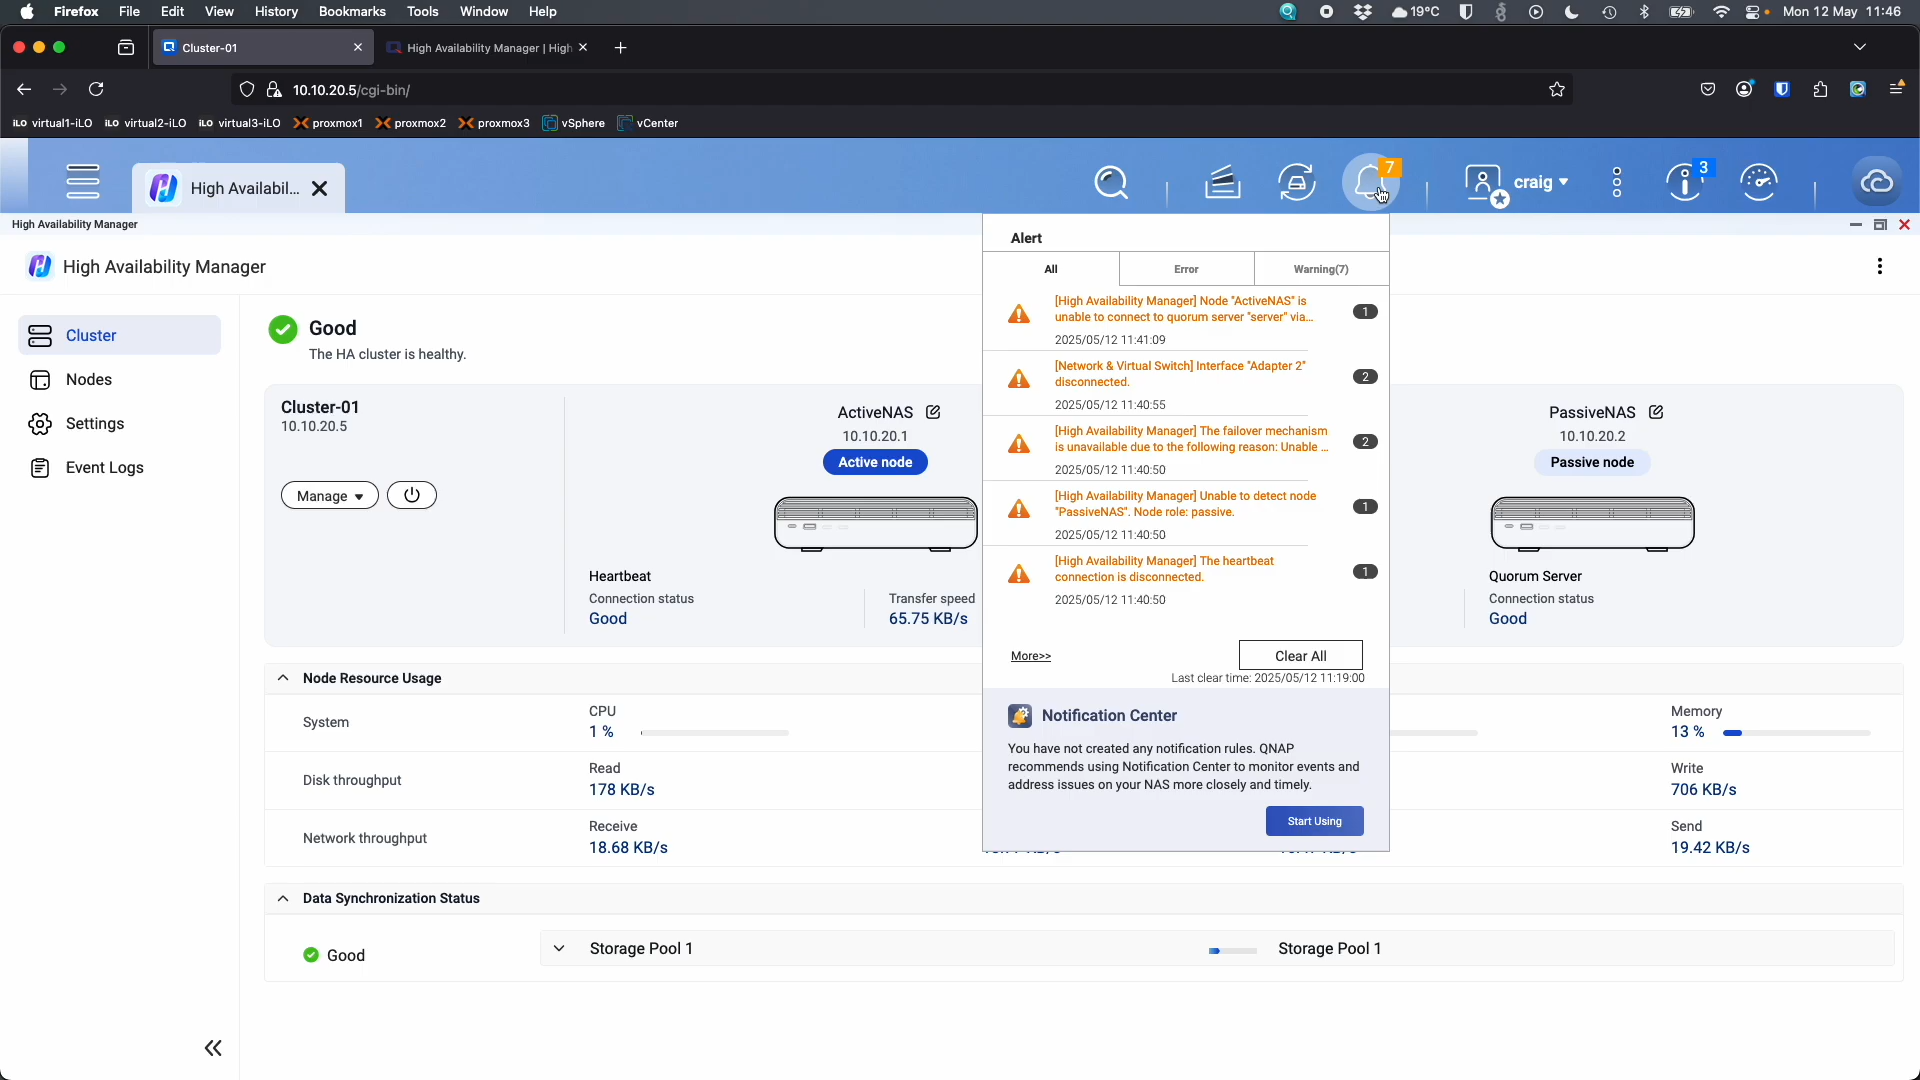 Firefox File Edit View History Bookmarks Tools Window Help 19°C Mon 12 May 11:46
Cluster-01 High Availability Manager | High
10.10.20.5/cgi-bin/
iLO virtual1-iLO iLO virtual2-iLO iLO virtual3-iLO proxmox1 proxmox2 proxmox3 vSphere vCenter
High Availabil... 7 craig 3
High Availability Manager
High Availability Manager
Cluster
Nodes
Settings
Event Logs
Good
The HA cluster is healthy.
Cluster-01
10.10.20.5
Manage
ActiveNAS
10.10.20.1
Active node
Heartbeat
Connection status
Good
Transfer speed
65.75 KB/s
PassiveNAS
10.10.20.2
Passive node
Quorum Server
Connection status
Good
Alert
All Error Warning(7)
[High Availability Manager] Node "ActiveNAS" is
unable to connect to quorum server "server" via...
1
2025/05/12 11:41:09
[Network & Virtual Switch] Interface "Adapter 2"
disconnected.
2
2025/05/12 11:40:55
[High Availability Manager] The failover mechanism
is unavailable due to the following reason: Unable ...
2
2025/05/12 11:40:50
[High Availability Manager] Unable to detect node
"PassiveNAS". Node role: passive.
1
2025/05/12 11:40:50
[High Availability Manager] The heartbeat
connection is disconnected.
1
2025/05/12 11:40:50
More>> Clear All
Last clear time: 2025/05/12 11:19:00
Notification Center
You have not created any notification rules. QNAP
recommends using Notification Center to monitor events and
address issues on your NAS more closely and timely.
Start Using
Node Resource Usage
System
CPU
1 %
Memory
13 %
Disk throughput
Read
178 KB/s
Write
706 KB/s
Network throughput
Receive
18.68 KB/s
Send
19.42 KB/s
Data Synchronization Status
Good
Storage Pool 1 Storage Pool 1